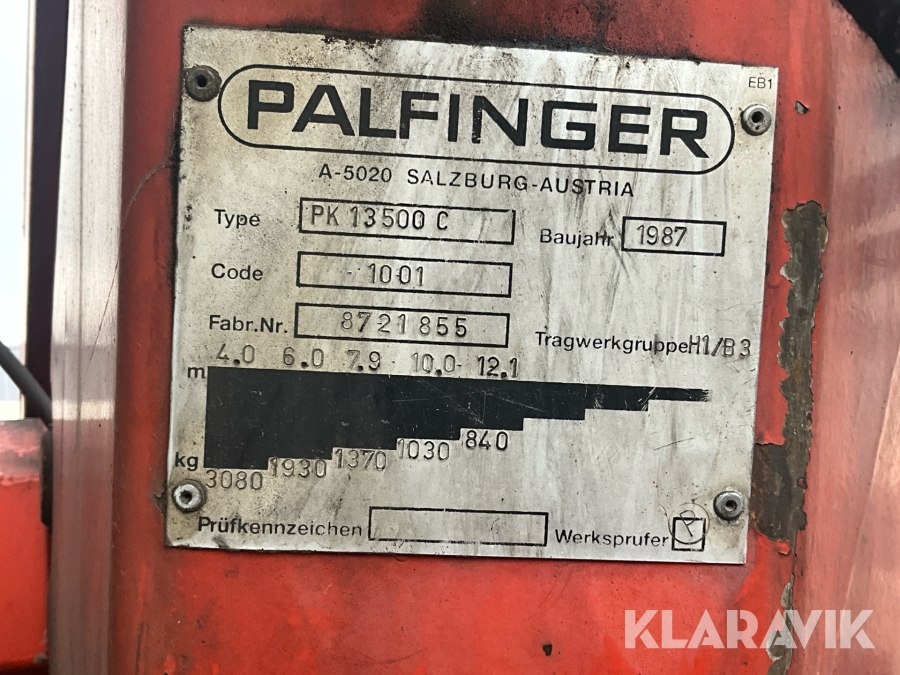 EB1
PALFINGER
A-5020 SALZBURG-AUSTRIA
Type PK 13500 C Baujahr 1987
Code 1001
Fabr.Nr. 8721855 Tragwerkgruppe H1/B3
m 4.0 6.0 7.9 10.0 12.1
kg 3080 1930 1370 1030 840
Prüfkennzeichen Werksprufer
KLARAVIK